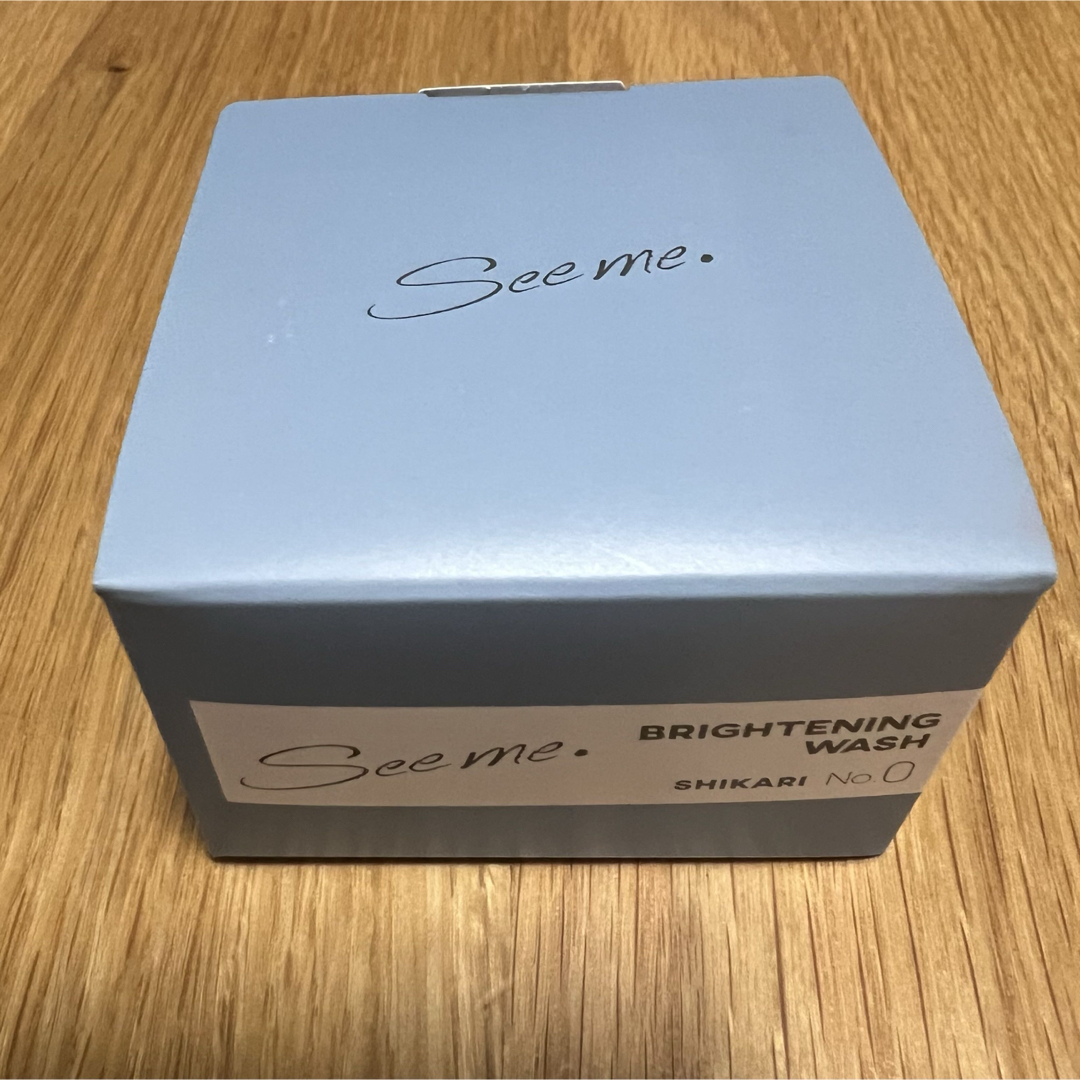 See me.
See me.
BRIGHTENING
WASH
SHIKARI No.0